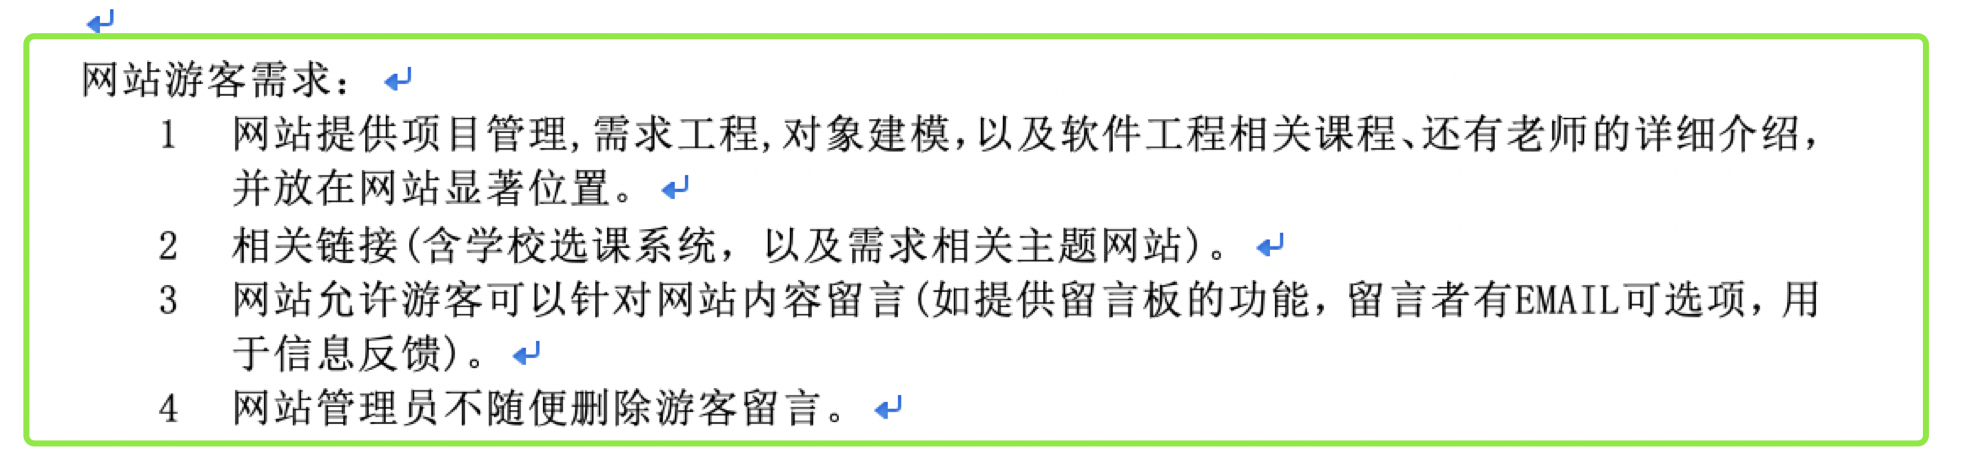 网站游客需求：
1 网站提供项目管理,需求工程,对象建模，以及软件工程相关课程、还有老师的详细介绍，
并放在网站显著位置。
2 相关链接(含学校选课系统，以及需求相关主题网站)。
3 网站允许游客可以针对网站内容留言(如提供留言板的功能，留言者有EMAIL可选项，用
于信息反馈)。
4 网站管理员不随便删除游客留言。